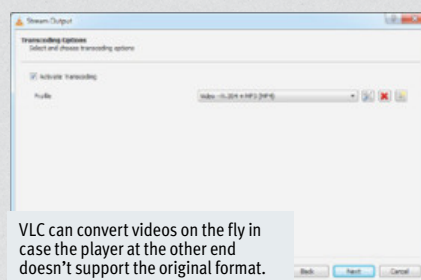 Stream Output
Transcoding Options
Select and choose transcoding options
Activate Transcoding
Profile
Video - H.264 + MP3 (MP4)
VLC can convert videos on the fly in
case the player at the other end
doesn't support the original format.
Back
Next
Cancel